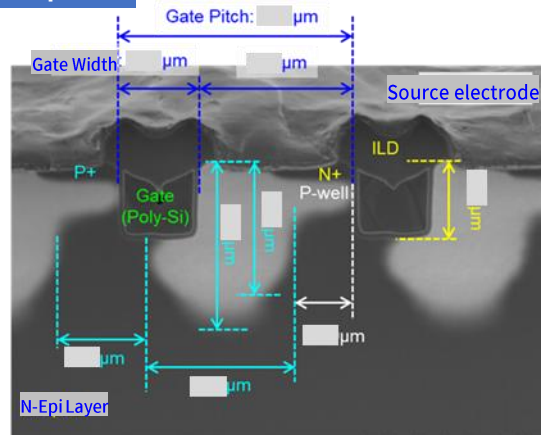 Gate Pitch: μm
Gate Width: μm
μm
Source electrode
P+
N+
P-well
ILD
Gate
(Poly-Si)
μm
μm
μm
μm
μm
μm
N-Epi Layer